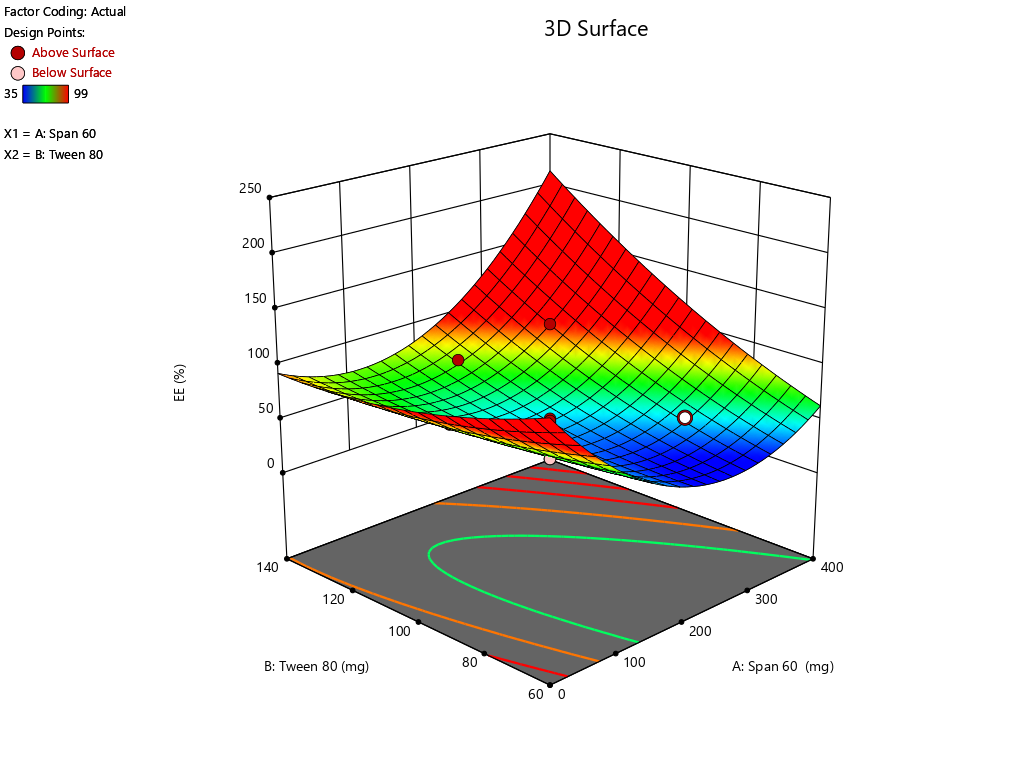 Factor Coding: Actual
3D Surface
Design Points:
Above Surface
Below Surface
35 99
X1 = A: Span 60
X2 = B: Tween 80
250
200
150
100
50
0
EE (%)
140
120
100
80
60
0
100
200
300
400
B: Tween 80 (mg)
A: Span 60 (mg)